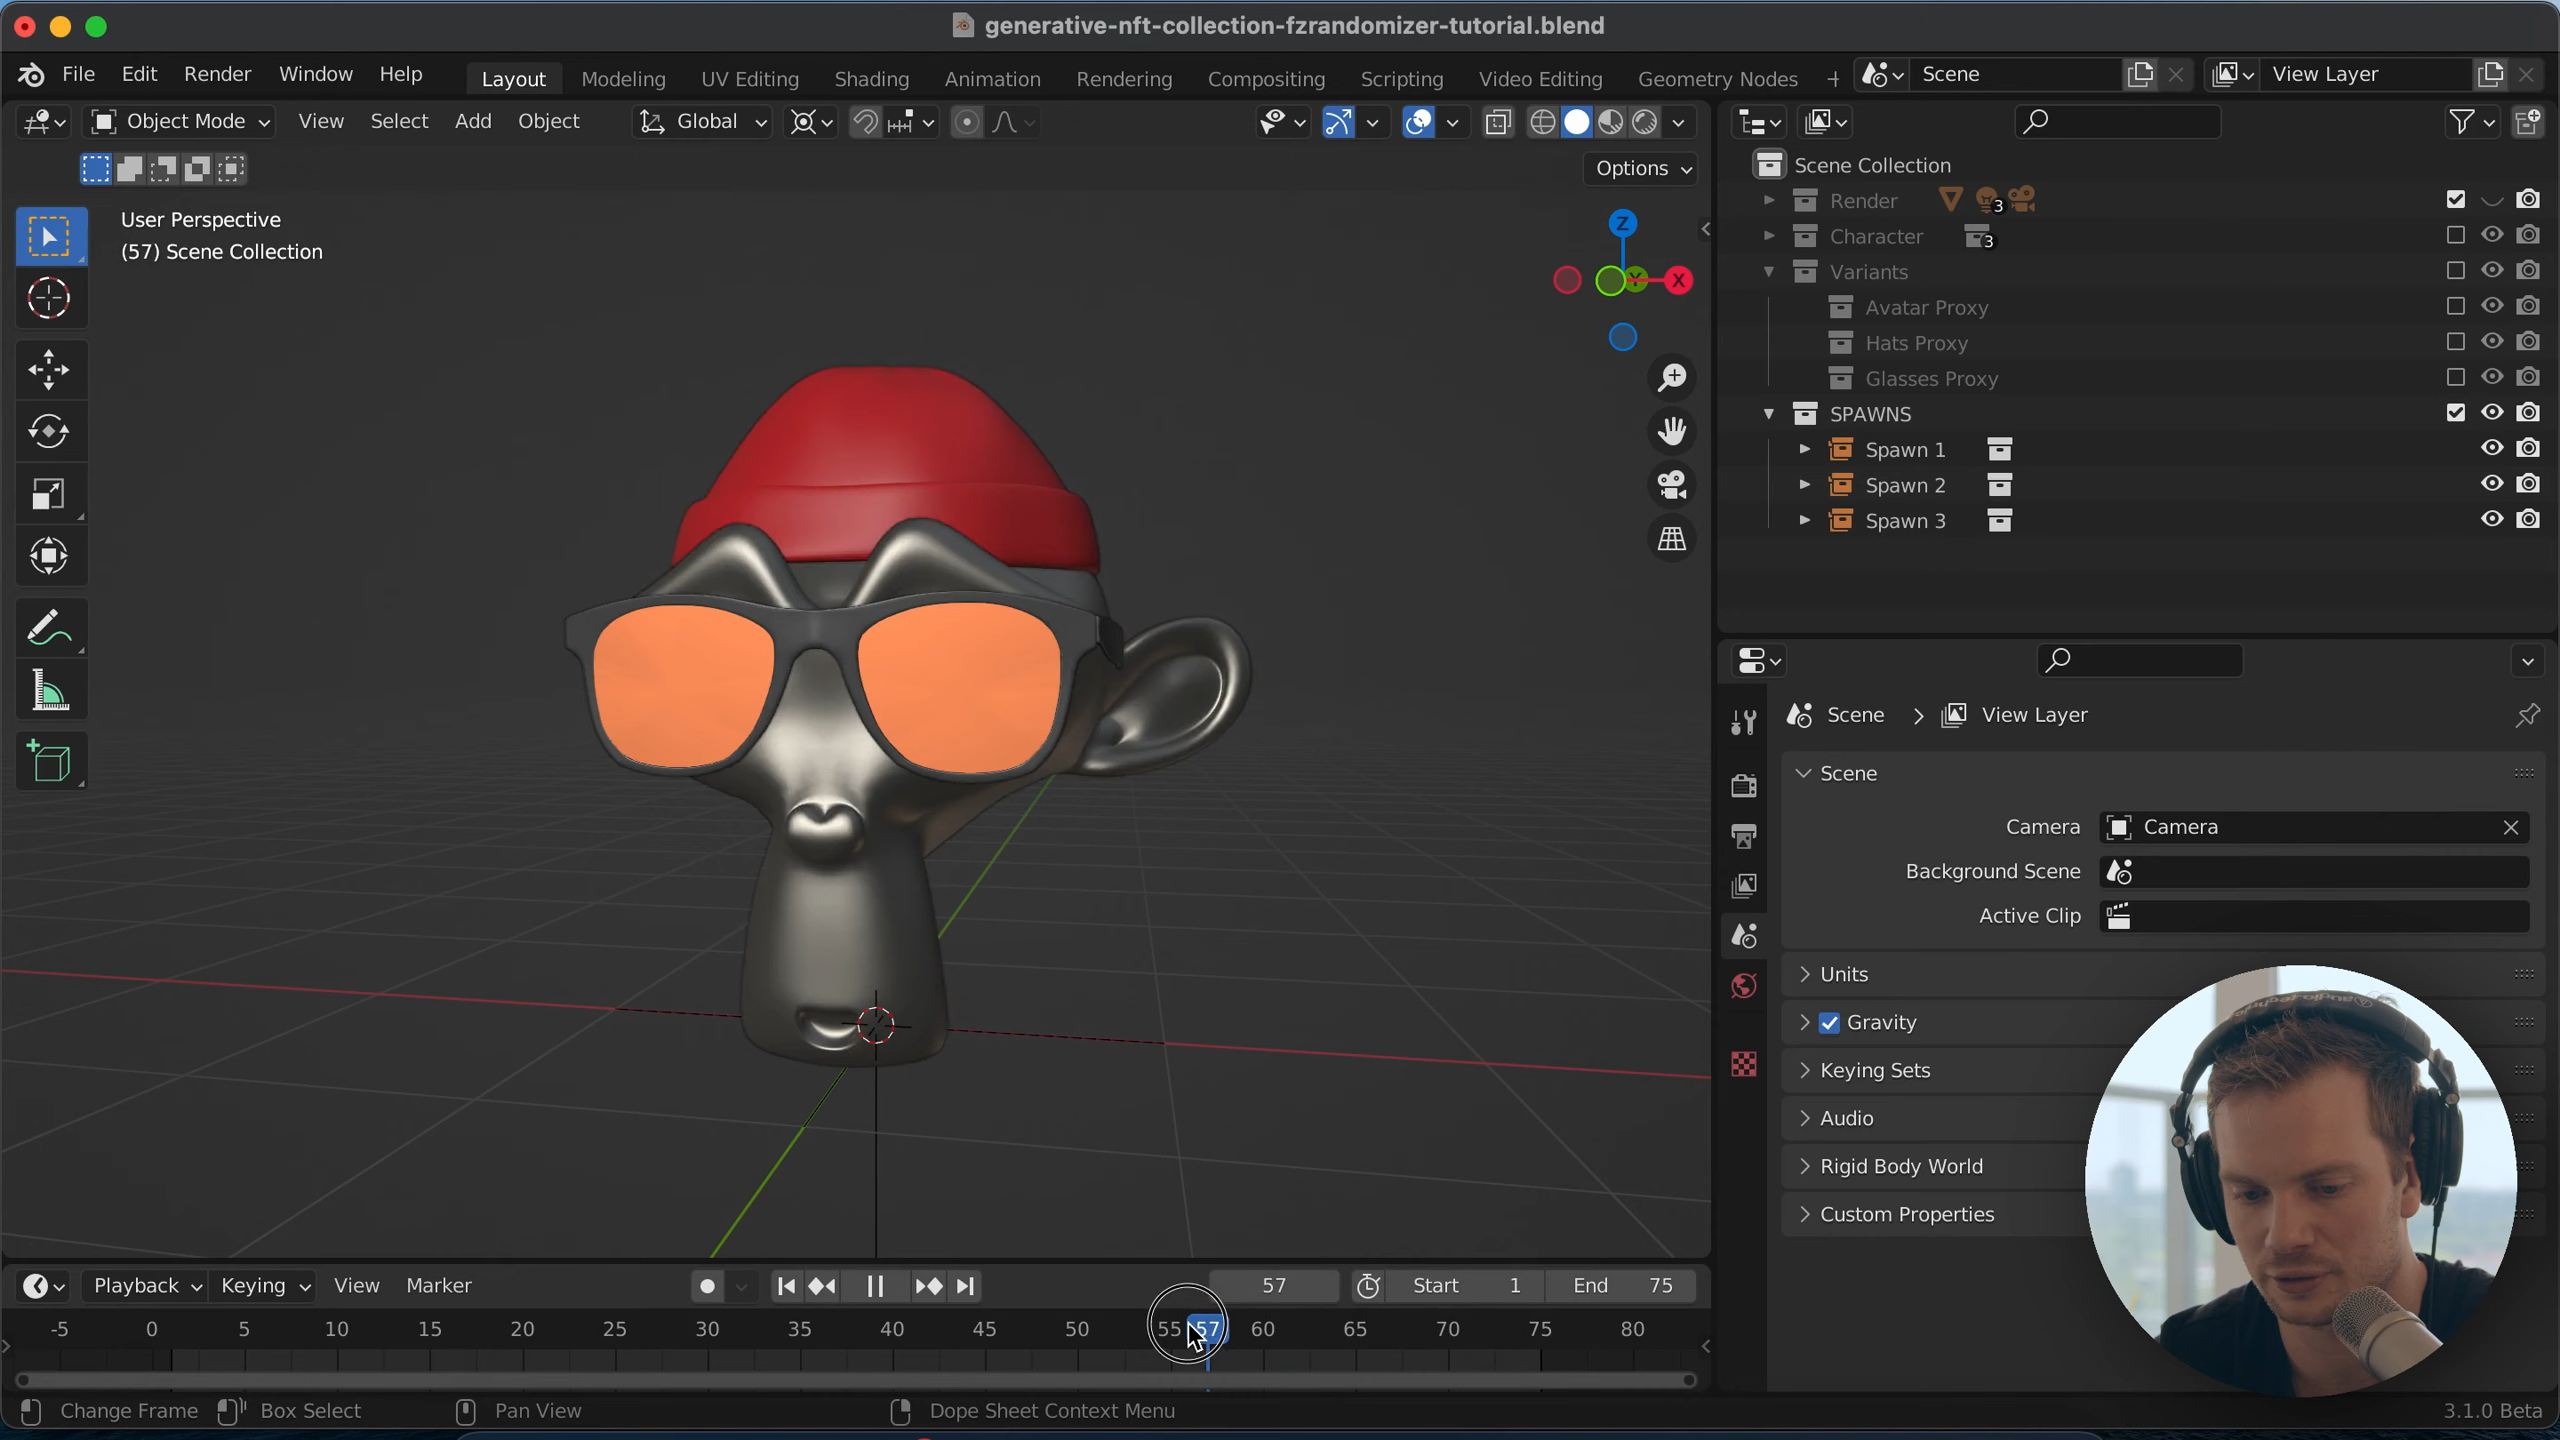 generative-nft-collection-fzrandomizer-tutorial.blend
File Edit Render Window Help Layout Modeling UV Editing Shading Animation Rendering Compositing Scripting Video Editing Geometry Nodes + Scene View Layer
Object Mode View Select Add Object Global
Options
User Perspective
(57) Scene Collection
Z
Y
X
Scene Collection
Render 3
Character 3
Variants
Avatar Proxy
Hats Proxy
Glasses Proxy
SPAWNS
Spawn 1
Spawn 2
Spawn 3
Scene > View Layer
Scene
Camera Camera
Background Scene
Active Clip
Units
Gravity
Keying Sets
Audio
Rigid Body World
Custom Properties
Playback Keying View Marker 57 Start 1 End 75
-5 0 5 10 15 20 25 30 35 40 45 50 55 57 60 65 70 75 80
Change Frame Box Select Pan View Dope Sheet Context Menu 3.1.0 Beta